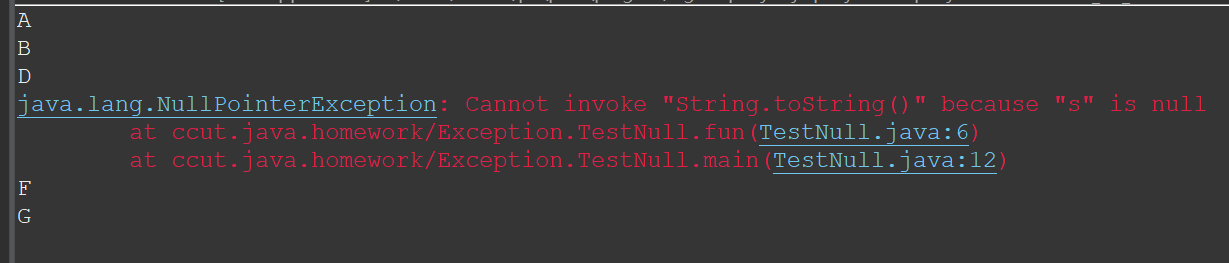 A
B
D
java.lang.NullPointerException: Cannot invoke "String.toString()" because "s" is null
at ccut.java.homework/Exception.TestNull.fun(TestNull.java:6)
at ccut.java.homework/Exception.TestNull.main(TestNull.java:12)
F
G